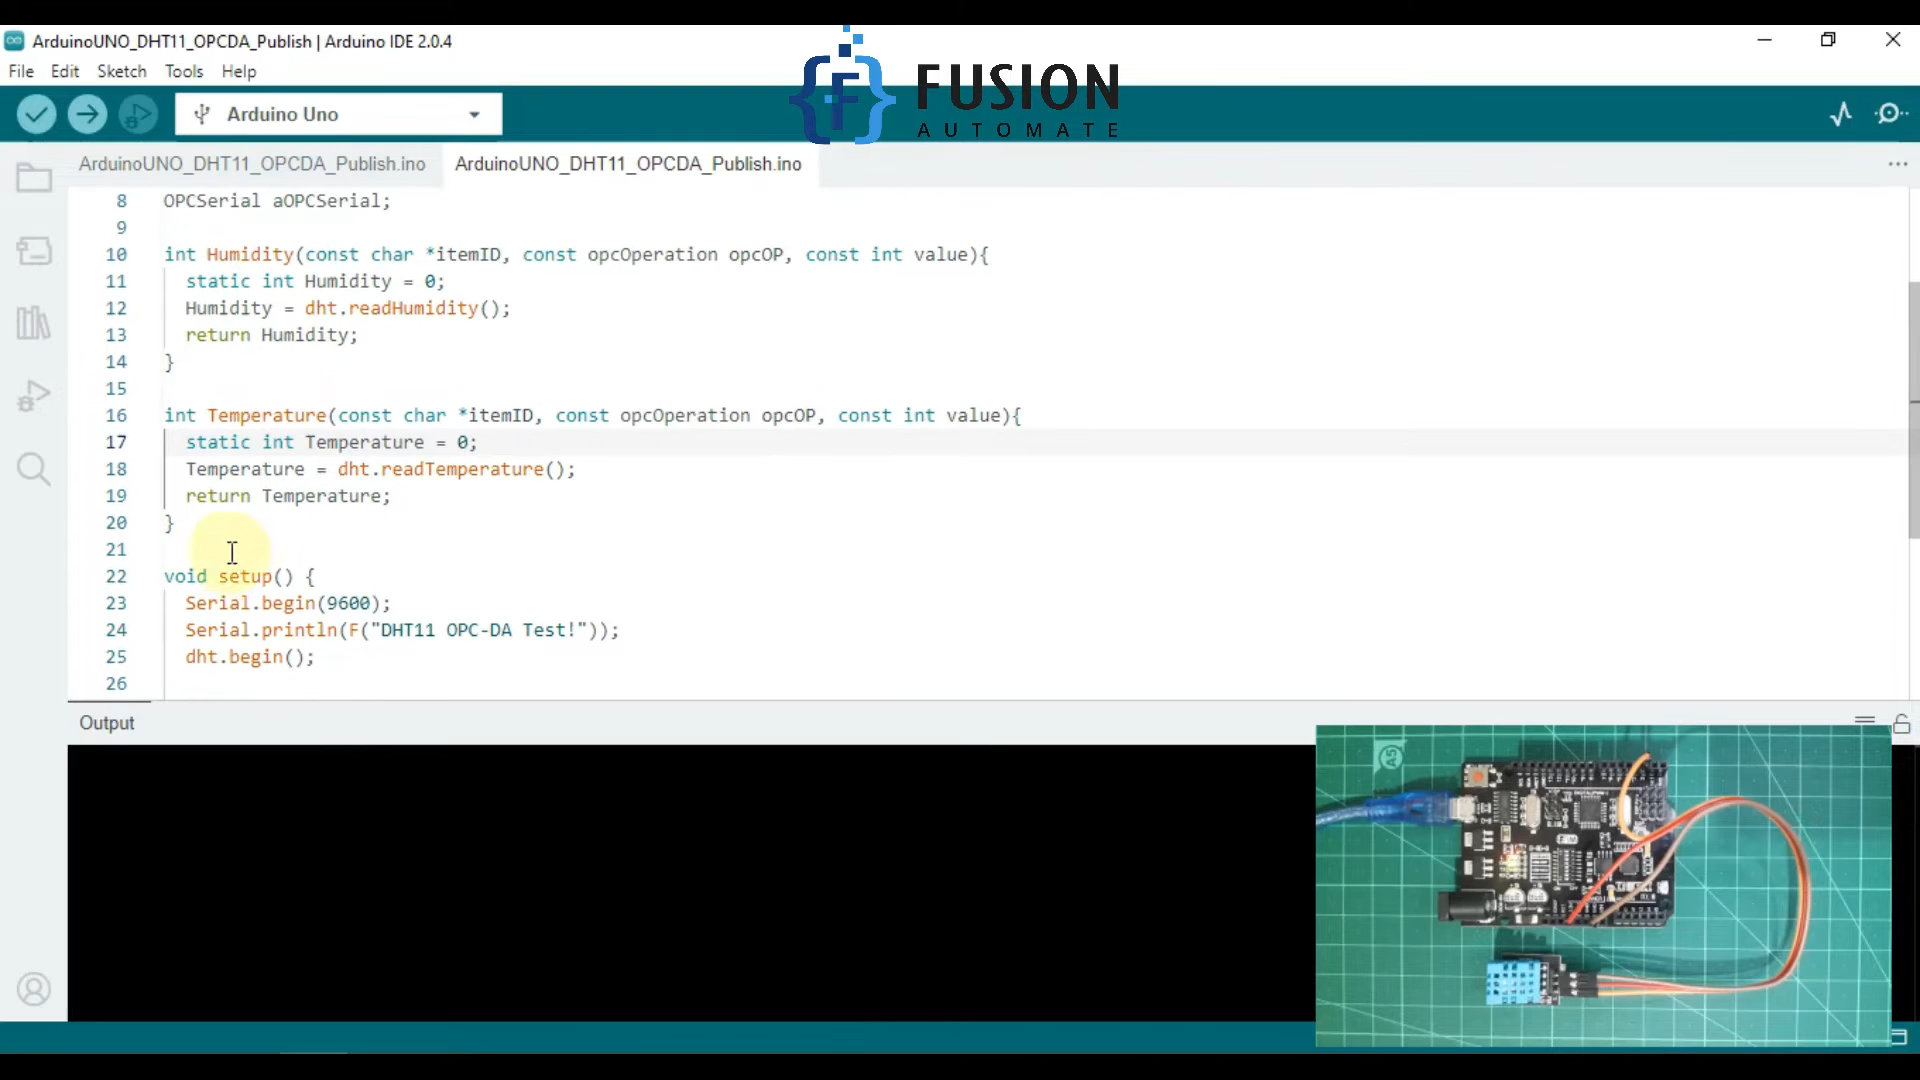 ArduinoUNO_DHT11_OPCDA_Publish | Arduino IDE 2.0.4
File Edit Sketch Tools Help
FUSION
AUTOMATE
Arduino Uno
ArduinoUNO_DHT11_OPCDA_Publish.ino ArduinoUNO_DHT11_OPCDA_Publish.ino
8 OPCSerial aOPCSerial;
9
10 int Humidity(const char *itemID, const opcOperation opcOP, const int value){
11 static int Humidity = 0;
12 Humidity = dht.readHumidity();
13 return Humidity;
14 }
15
16 int Temperature(const char *itemID, const opcOperation opcOP, const int value){
17 static int Temperature = 0;
18 Temperature = dht.readTemperature();
19 return Temperature;
20 }
21
22 void setup() {
23 Serial.begin(9600);
24 Serial.println(F("DHT11 OPC-DA Test!"));
25 dht.begin();
26
Output
A5